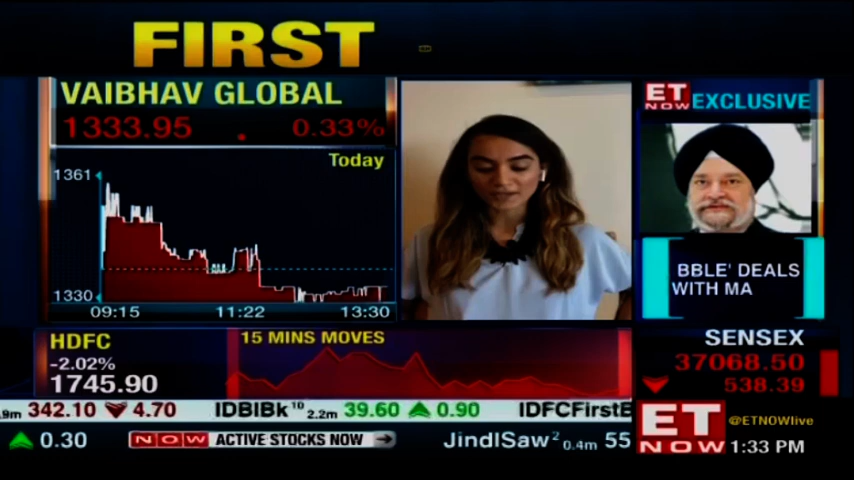 FIRST
VAIBHAV GLOBAL
1333.95 0.33%
Today
1361
1330
09:15 11:22 13:30
ET NOW EXCLUSIVE
BBLE' DEALS
WITH MA
HDFC
-2.02%
1745.90
15 MINS MOVES
SENSEX
37068.50
538.39
.9m 342.10 4.70 IDBIBk 10 2.2m 39.60 0.90 IDFCFirstB
0.30 NOW ACTIVE STOCKS NOW JindlSaw 2 0.4m 55
ET NOW
@ETNOWlive
1:33 PM